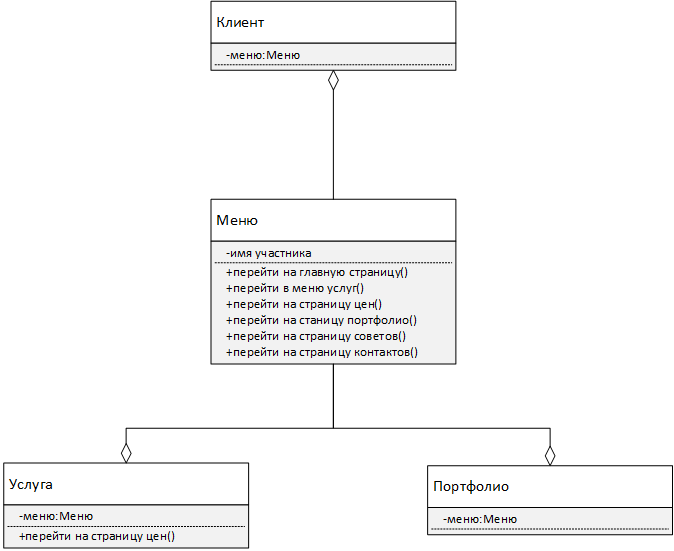 Клиент
-меню:Меню
Меню
-имя участника
+перейти на главную страницу()
+перейти в меню услуг()
+перейти на страницу цен()
+перейти на станицу портфолио()
+перейти на страницу советов()
+перейти на страницу контактов()
Услуга
-меню:Меню
+перейти на страницу цен()
Портфолио
-меню:Меню